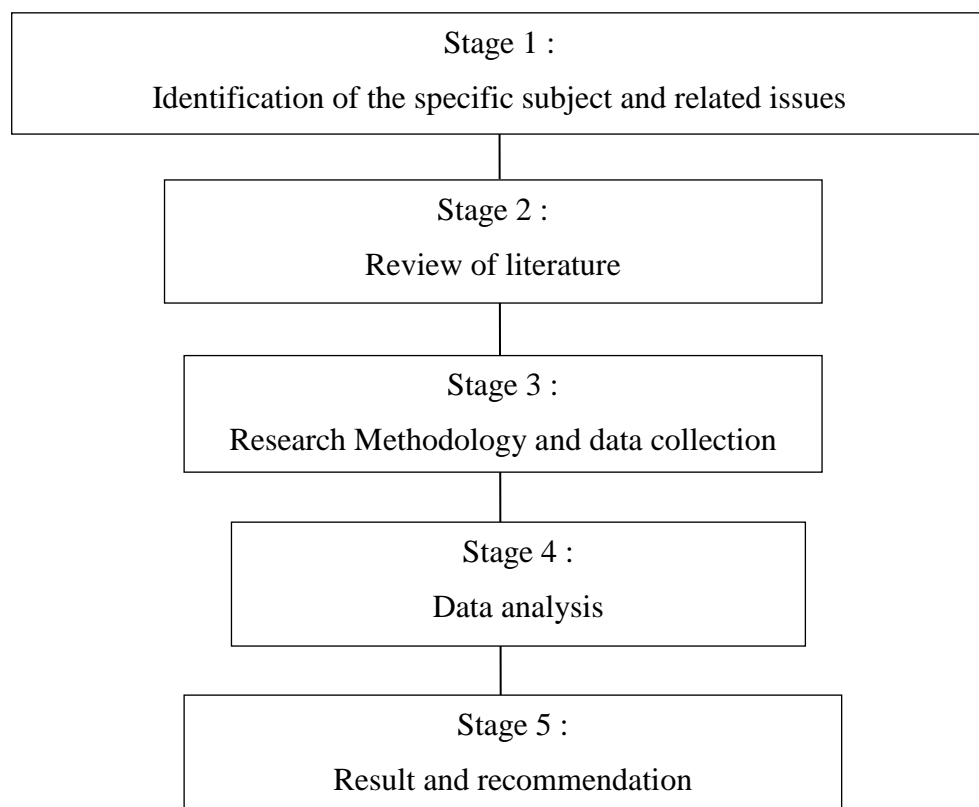 Stage 1 :
Identification of the specific subject and related issues
Stage 2 :
Review of literature
Stage 3 :
Research Methodology and data collection
Stage 4 :
Data analysis
Stage 5 :
Result and recommendation